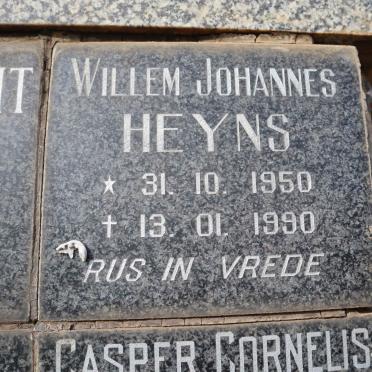 WILLEM JOHANNES
HEYNS
★ 31. 10. 1950
† 13. 01. 1990
RUS IN VREDE
CASPER CORNELIS